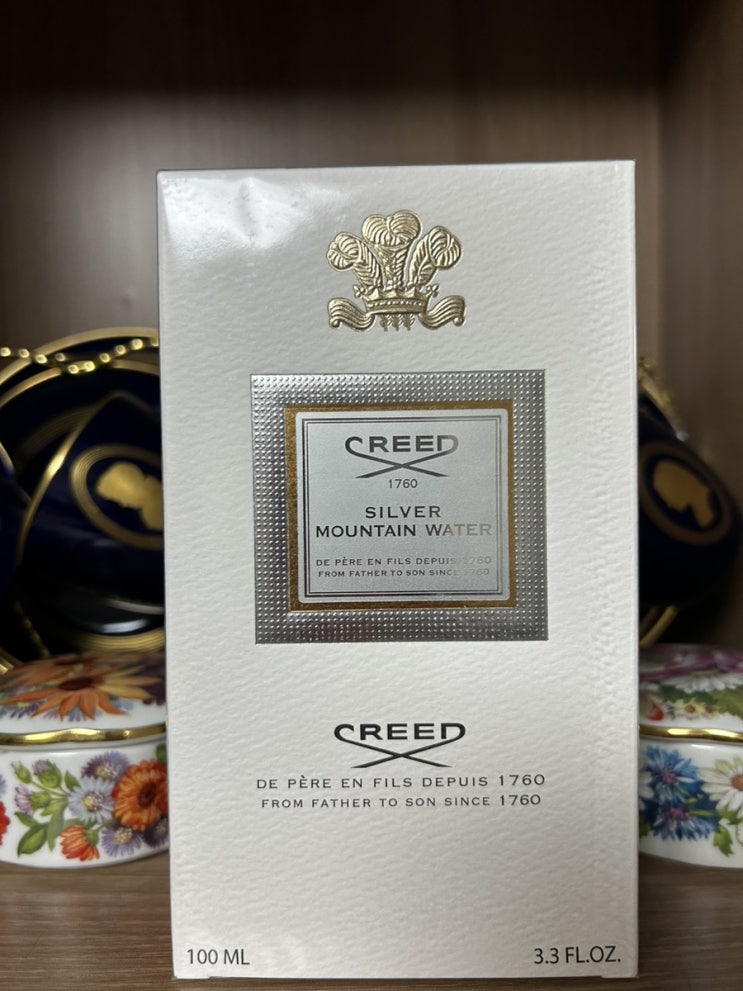 CREED
1760
SILVER
MOUNTAIN WATER
DE PÈRE EN FILS DEPUIS 1760
FROM FATHER TO SON SINCE 1760
CREED
DE PÈRE EN FILS DEPUIS 1760
FROM FATHER TO SON SINCE 1760
100 ML
3.3 FL.OZ.